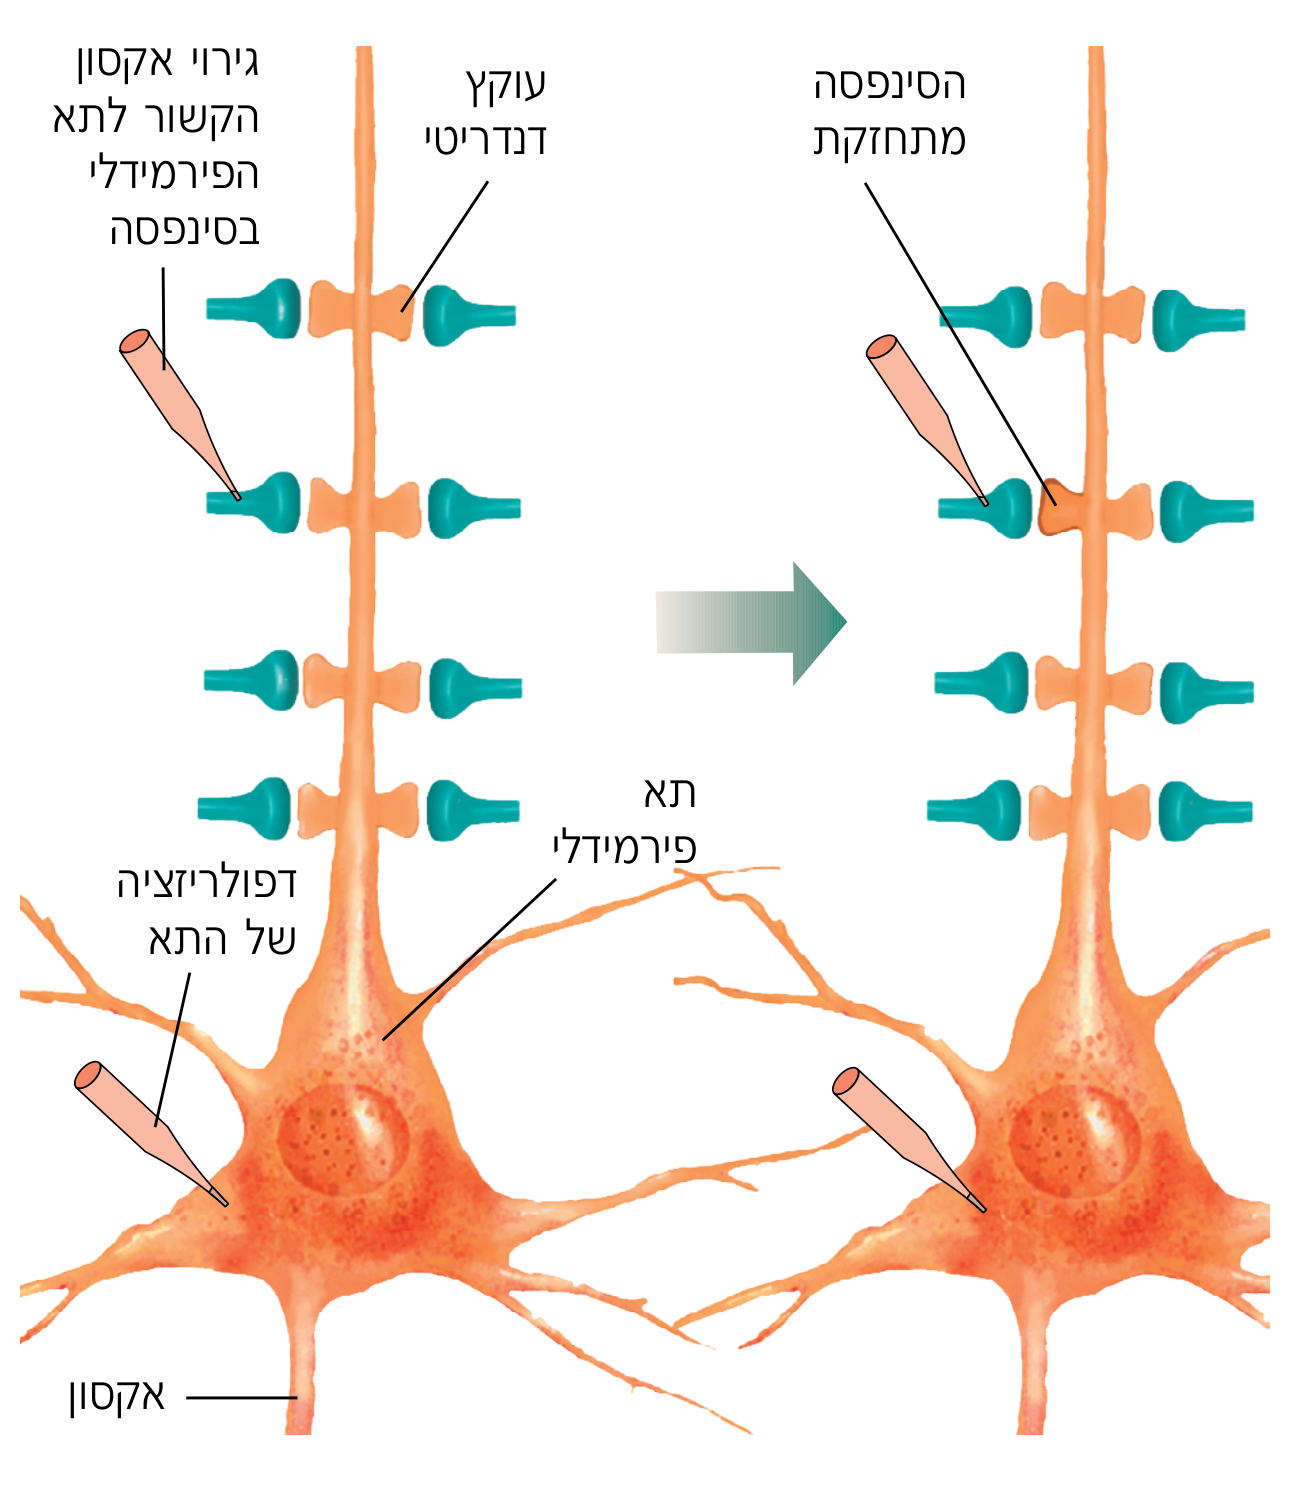 גירוי אקסון
הקשור לתא
הפירמידלי
בסינפסה
עוקץ
דנדריטי
הסינפסה
מתחזקת
תא
פירמידלי
דפולריזציה
של התא
אקסון